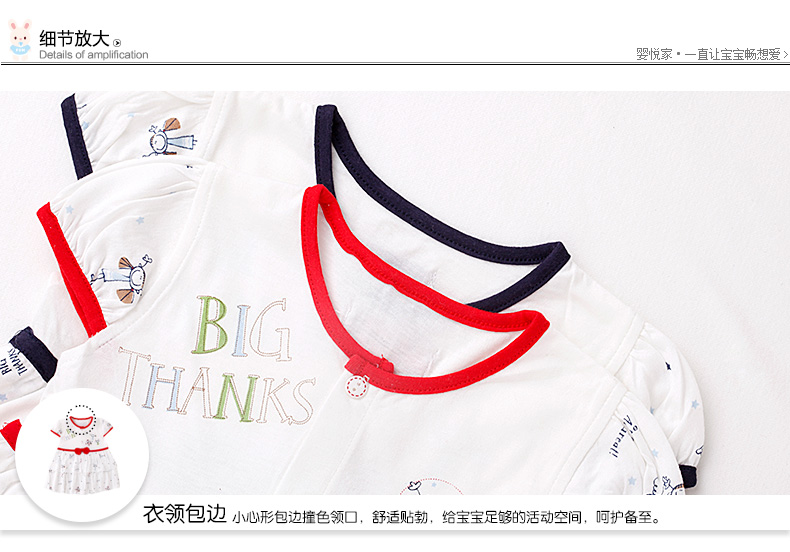 细节放大
Details of amplification
婴悦家·一直让宝宝畅想爱
BIG
THANKS
BIG
THANKS
衣领包边 小心形包边撞色领口，舒适贴勃，给宝宝足够的活动空间，呵护备至。